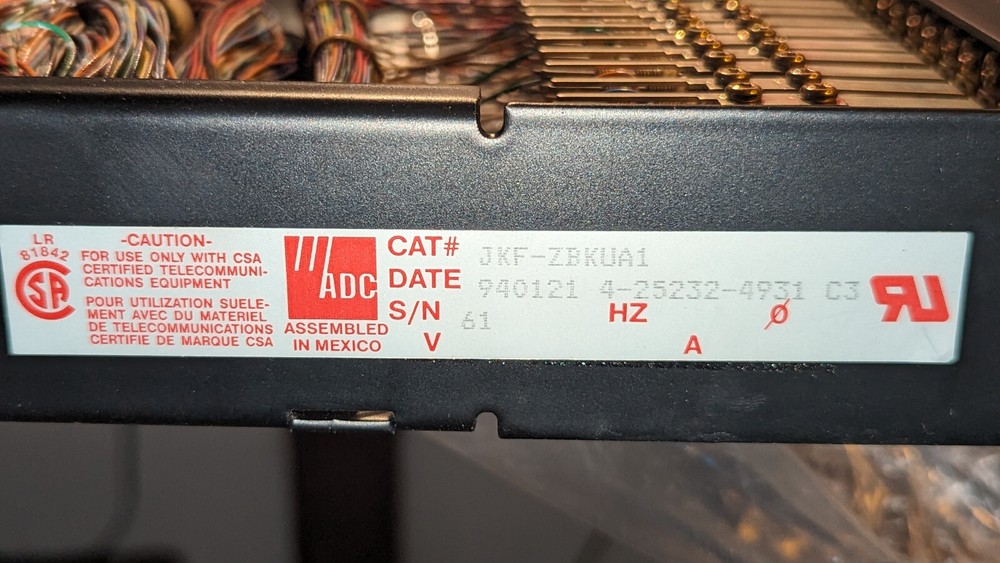 LR
81842
SA
-CAUTION-
FOR USE ONLY WITH CSA
CERTIFIED TELECOMMUNI-
CATIONS EQUIPMENT
POUR UTILIZATION SUELE-
MENT AVEC DU MATERIEL
DE TELECOMMUNICATIONS
CERTIFIE DE MARQUE CSA
ADC
ASSEMBLED
IN MEXICO
CAT# JKF-ZBKUA1
DATE 940121 4-25232-4931 C3
S/N 61 HZ Ø
V A
RU